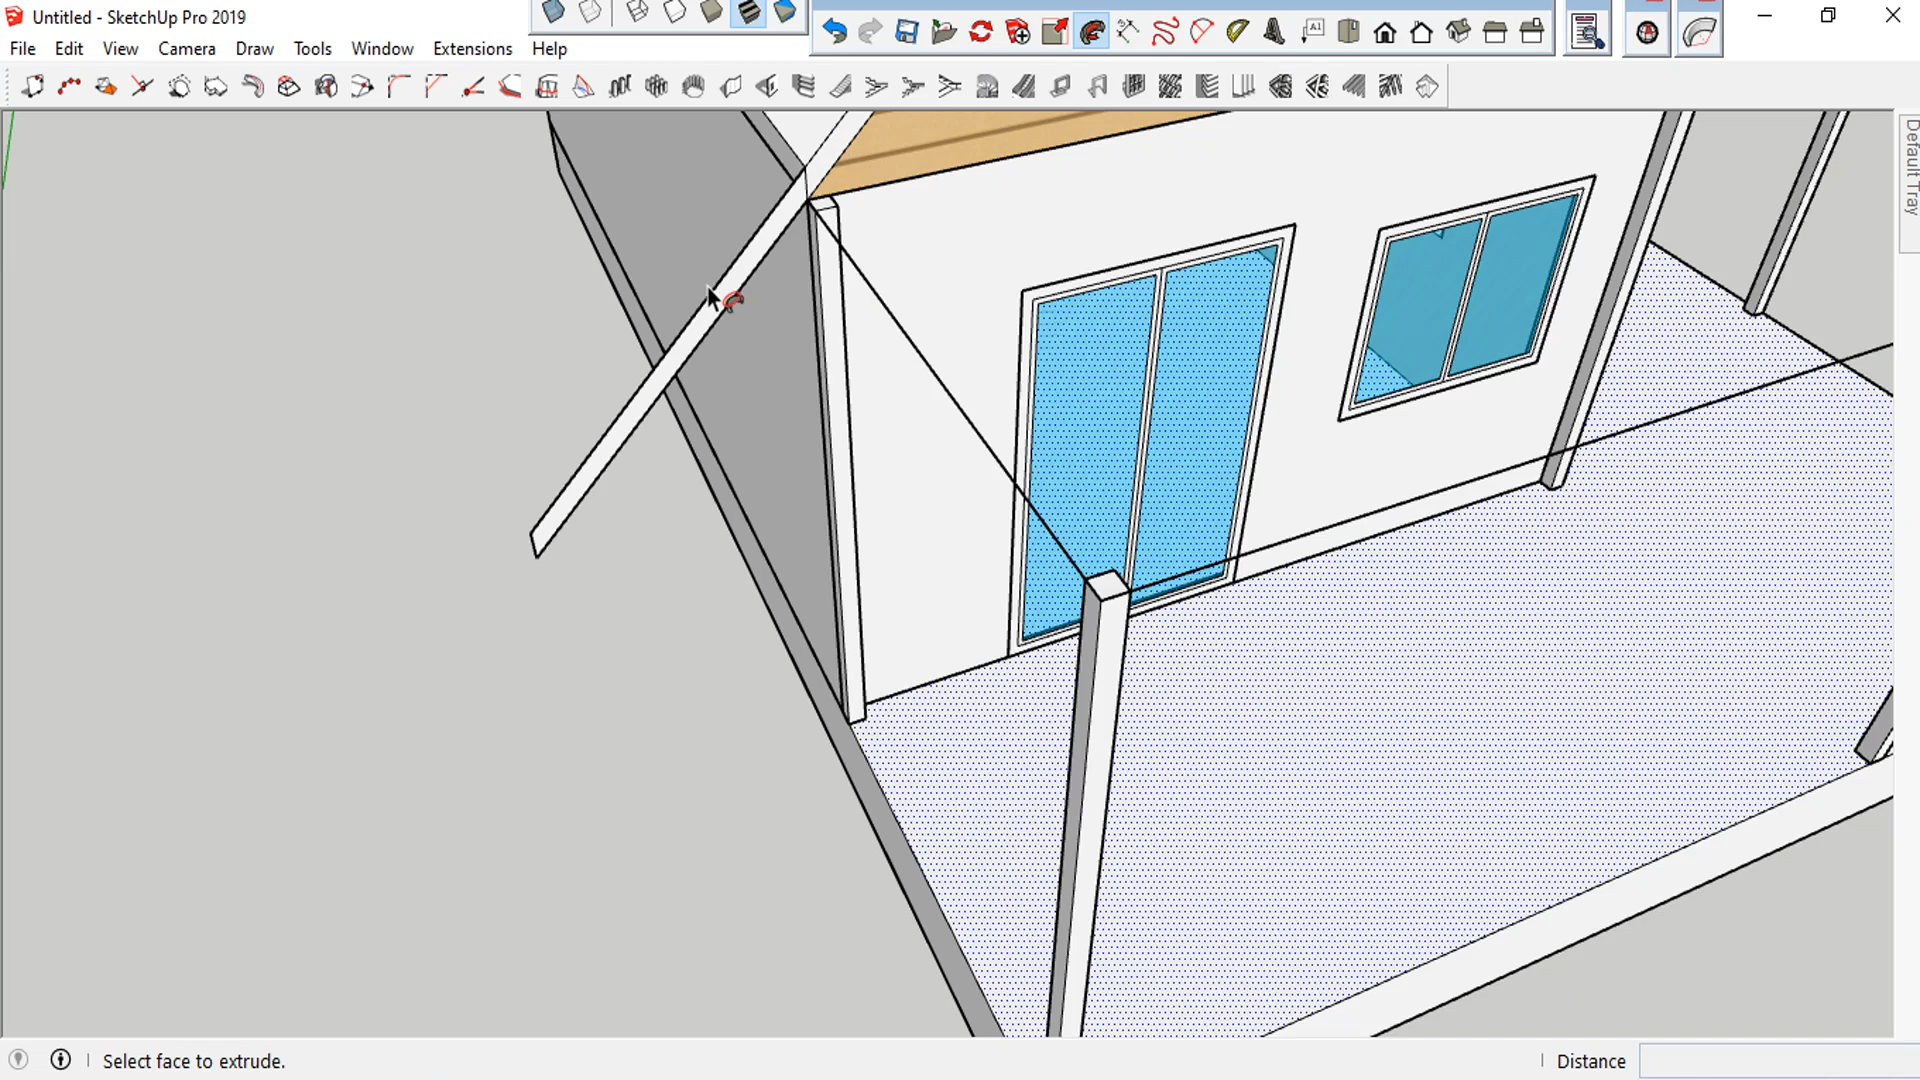 Untitled - SketchUp Pro 2019
File Edit View Camera Draw Tools Window Extensions Help
A1
Default Tray
Select face to extrude.
Distance